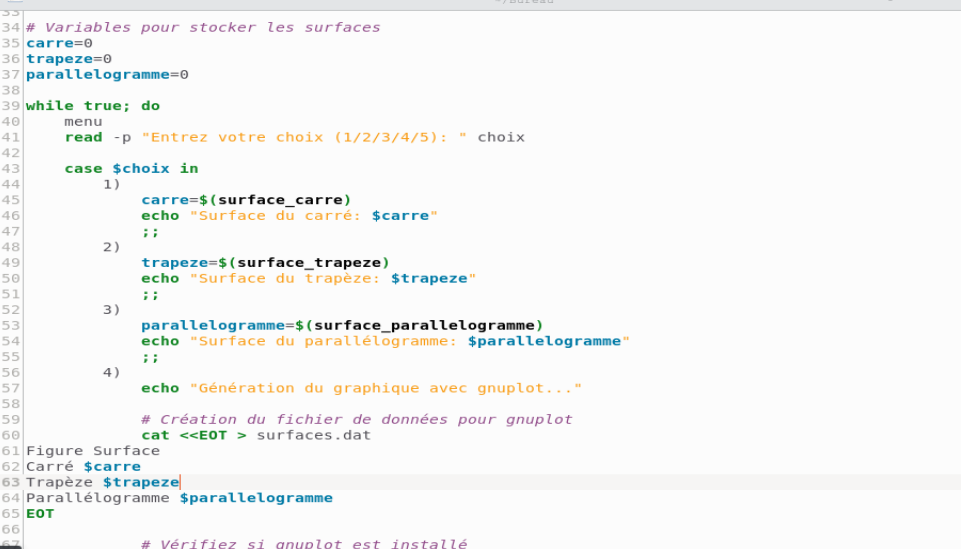 ~/Bureau
33
34 # Variables pour stocker les surfaces
35 carre=0
36 trapeze=0
37 parallelogramme=0
38
39 while true; do
40     menu
41     read -p "Entrez votre choix (1/2/3/4/5): " choix
42
43     case $choix in
44         1)
45             carre=$(surface_carre)
46             echo "Surface du carré: $carre"
47             ;;
48         2)
49             trapeze=$(surface_trapeze)
50             echo "Surface du trapèze: $trapeze"
51             ;;
52         3)
53             parallelogramme=$(surface_parallelogramme)
54             echo "Surface du parallélogramme: $parallelogramme"
55             ;;
56         4)
57             echo "Génération du graphique avec gnuplot..."
58
59             # Création du fichier de données pour gnuplot
60             cat <<EOT > surfaces.dat
61 Figure Surface
62 Carré $carre
63 Trapèze $trapeze
64 Parallélogramme $parallelogramme
65 EOT
66
67             # Vérifiez si gnuplot est installé